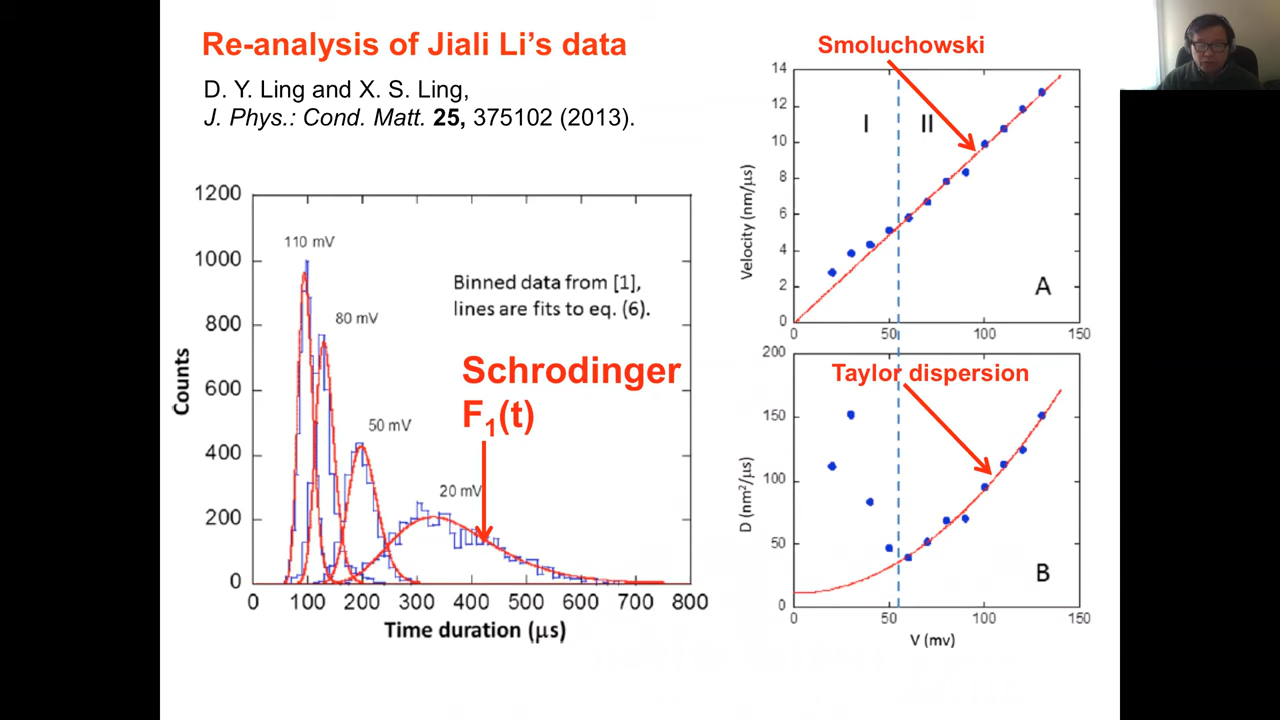 Re-analysis of Jiali Li's data
D. Y. Ling and X. S. Ling,
J. Phys.: Cond. Matt. 25, 375102 (2013).
1200
1000
800
600
400
200
0
Counts
0 100 200 300 400 500 600 700 800
Time duration (μs)
110 mV
80 mV
50 mV
20 mV
Binned data from [1],
lines are fits to eq. (6).
Schrodinger
F1(t)
Smoluchowski
14
12
10
8
6
4
2
0
Velocity (nm/μs)
I II
A
0 50 100 150
200
150
100
50
0
D (nm²/μs)
Taylor dispersion
B
0 50 100 150
V (mv)